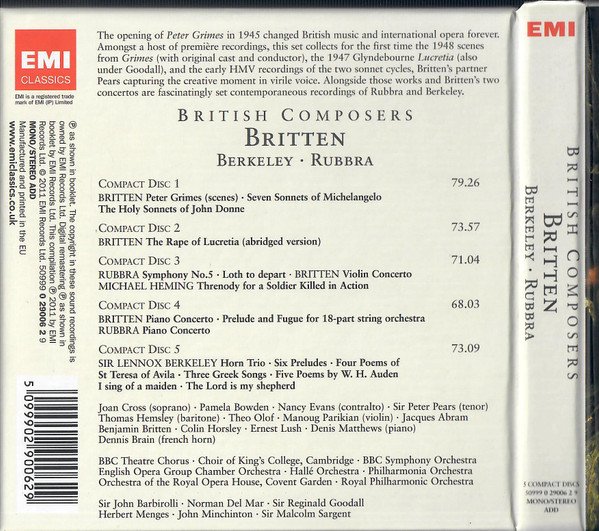 EMI
CLASSICS
EMI is a registered trade
mark of EMI (IP) Limited
The opening of Peter Grimes in 1945 changed British music and international opera forever.
Amongst a host of première recordings, this set collects for the first time the 1948 scenes
from Grimes (with original cast and conductor), the 1947 Glyndebourne Lucretia (also
under Goodall), and the early HMV recordings of the two sonnet cycles, Britten's partner
Pears capturing the creative moment in virile voice. Alongside those works and Britten's two
concertos are fascinatingly set contemporaneous recordings of Rubbra and Berkeley.
BRITISH COMPOSERS
BRITTEN
BERKELEY · RUBBRA
COMPACT DISC 1 79.26
BRITTEN Peter Grimes (scenes) · Seven Sonnets of Michelangelo
The Holy Sonnets of John Donne
COMPACT DISC 2 73.57
BRITTEN The Rape of Lucretia (abridged version)
COMPACT DISC 3 71.04
RUBBRA Symphony No.5 · Loth to depart · BRITTEN Violin Concerto
MICHAEL HEMING Threnody for a Soldier Killed in Action
COMPACT DISC 4 68.03
BRITTEN Piano Concerto · Prelude and Fugue for 18-part string orchestra
RUBBRA Piano Concerto
COMPACT DISC 5 73.09
SIR LENNOX BERKELEY Horn Trio · Six Preludes · Four Poems of
St Teresa of Avila · Three Greek Songs · Five Poems by W. H. Auden
I sing of a maiden · The Lord is my shepherd
Joan Cross (soprano) · Pamela Bowden · Nancy Evans (contralto) · Sir Peter Pears (tenor)
Thomas Hemsley (baritone) · Theo Olof · Manoug Parikian (violin) · Jacques Abram
Benjamin Britten · Colin Horsley · Ernest Lush · Denis Matthews (piano)
Dennis Brain (french horn)
BBC Theatre Chorus · Choir of King's College, Cambridge · BBC Symphony Orchestra
English Opera Group Chamber Orchestra · Hallé Orchestra · Philharmonia Orchestra
Orchestra of the Royal Opera House, Covent Garden · Royal Philharmonic Orchestra
Sir John Barbirolli · Norman Del Mar · Sir Reginald Goodall
Herbert Menges · John Minchinton · Sir Malcolm Sargent
℗ as shown in booklet. The copyright in these sound recordings is
owned by EMI Records Ltd. Digital remastering ℗ as shown in
booklet by EMI Records Ltd. This compilation ℗ 2011 by EMI
Records Ltd. © 2011 EMI Records Ltd. 50999 0 29006 2 9
MONO/STEREO ADD
Manufactured and printed in the EU
www.emiclassics.co.uk
5 099902 900629
EMI
BRITISH COMPOSERS
BRITTEN
BERKELEY · RUBBRA
5 COMPACT DISCS
50999 0 29006 2 9
MONO/STEREO
ADD